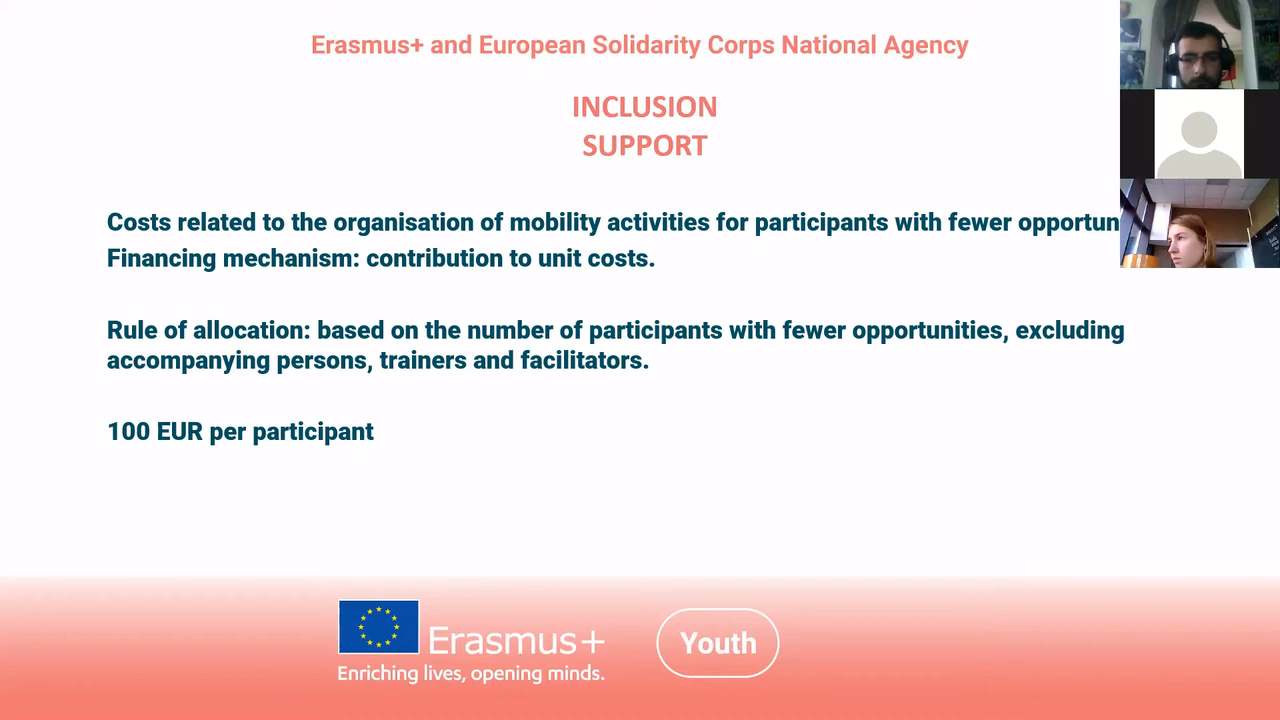 Erasmus+ and European Solidarity Corps National Agency
INCLUSION
SUPPORT
Costs related to the organisation of mobility activities for participants with fewer opportun
Financing mechanism: contribution to unit costs.
Rule of allocation: based on the number of participants with fewer opportunities, excluding
accompanying persons, trainers and facilitators.
100 EUR per participant
Erasmus+
Enriching lives, opening minds.
Youth